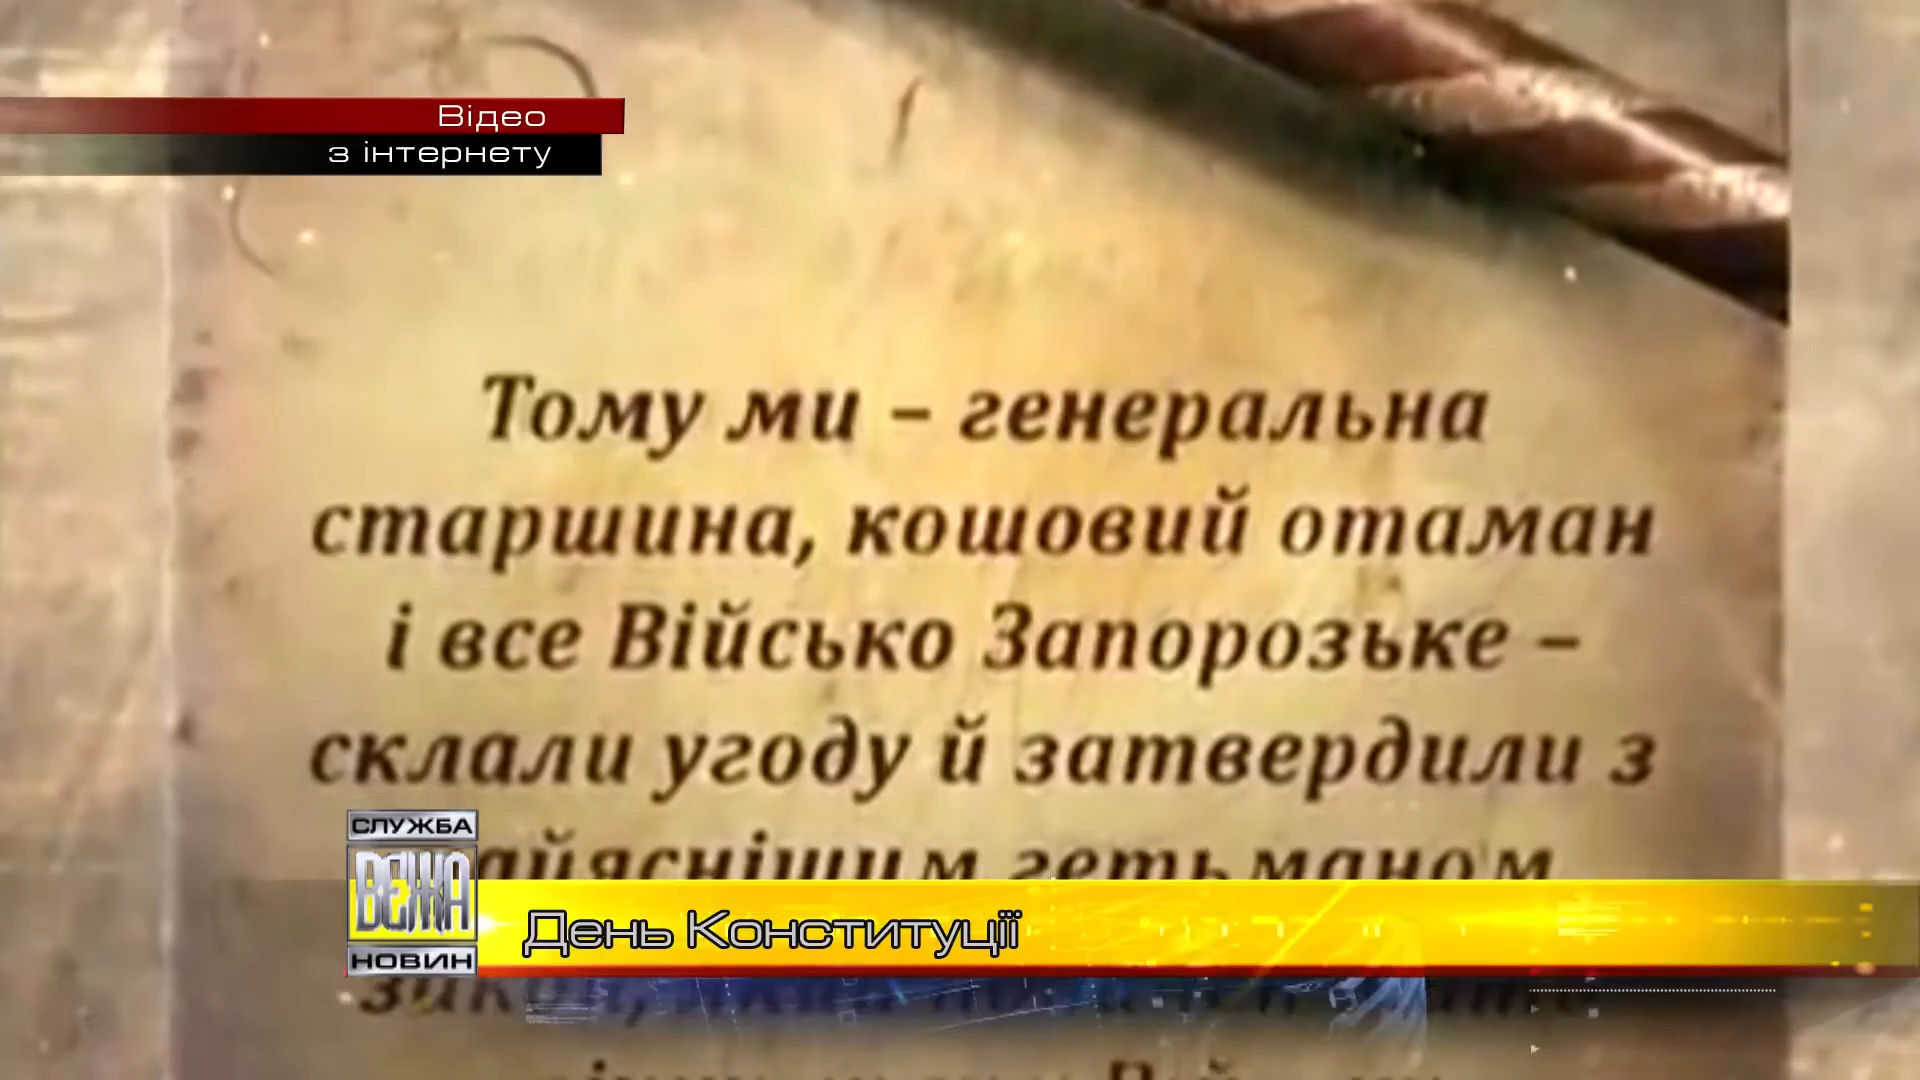 Відео
з інтернету
Тому ми – генеральна
старшина, кошовий отаман
і все Військо Запорозьке –
склали угоду й затвердили з
гетьманом
СЛУЖБА
ВЕЖА
НОВИН
День Конституції